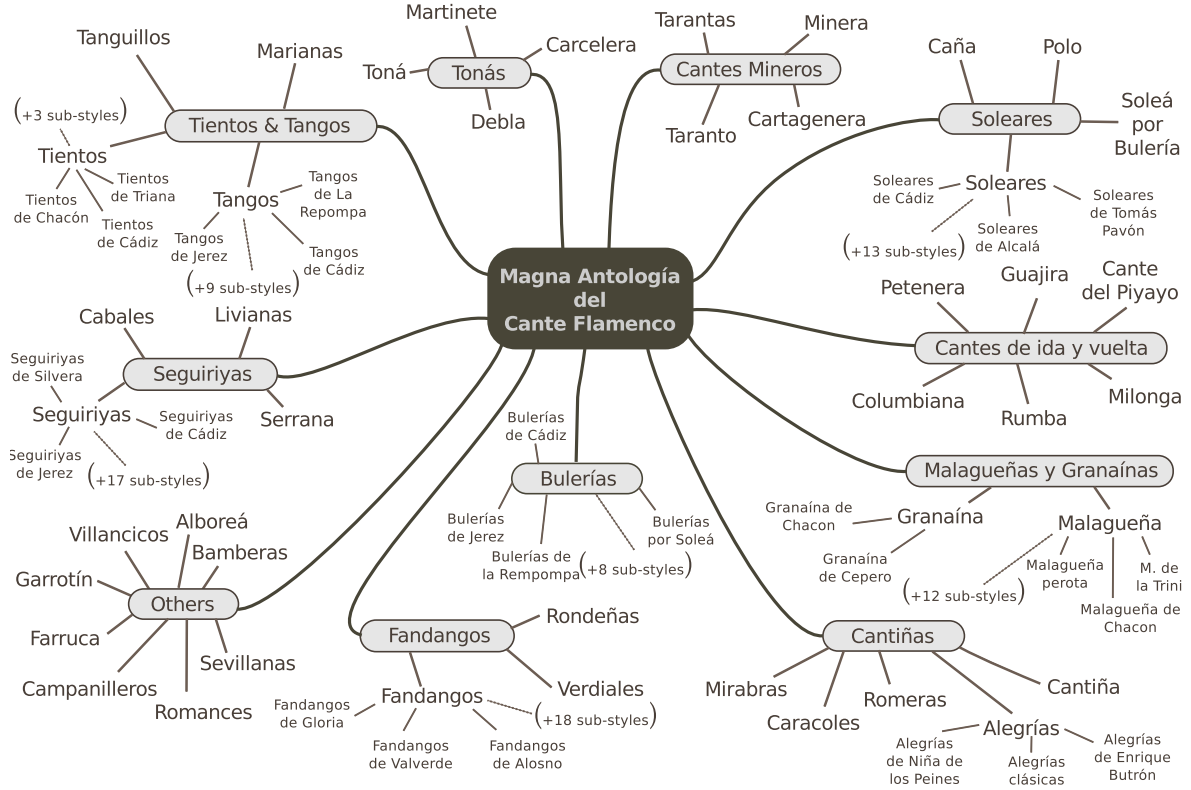 Magna Antología
del
Cante Flamenco
Tonás
Martinete
Carcelera
Toná
Debla
Cantes Mineros
Tarantas
Minera
Taranto
Cartagenera
Soleares
Caña
Polo
Soleá
por
Bulería
Soleares
Soleares
de Cádiz
(+13 sub-styles)
Soleares
de Alcalá
Soleares
de Tomás
Pavón
Cantes de ida y vuelta
Petenera
Guajira
Cante
del Piyayo
Columbiana
Rumba
Milonga
Malagueñas y Granaínas
Granaína
Granaína de
Chacon
Granaína
de Cepero
Malagueña
(+12 sub-styles)
Malagueña
perota
Malagueña de
Chacon
M. de
la Trini
Cantiñas
Mirabras
Caracoles
Romeras
Cantiña
Alegrías
Alegrías
de Niña de
los Peines
Alegrías
clásicas
Alegrías
de Enrique
Butrón
Bulerías
Bulerías
de Cádiz
Bulerías
de Jerez
Bulerías de
la Rempompa
(+8 sub-styles)
Bulerías
por Soleá
Fandangos
Rondeñas
Verdiales
Fandangos
Fandangos
de Gloria
Fandangos
de Valverde
Fandangos
de Alosno
(+18 sub-styles)
Others
Villancicos
Alboreá
Bamberas
Garrotín
Farruca
Campanilleros
Romances
Sevillanas
Seguiriyas
Cabales
Livianas
Serrana
Seguiriyas
Seguiriyas
de Silvera
Seguiriyas
de Cádiz
Seguiriyas
de Jerez
(+17 sub-styles)
Tientos & Tangos
Tanguillos
Marianas
Tientos
(+3 sub-styles)
Tientos
de Chacón
Tientos
de Triana
Tientos
de Cádiz
Tangos
Tangos
de La
Repompa
Tangos
de Jerez
Tangos
de Cádiz
(+9 sub-styles)